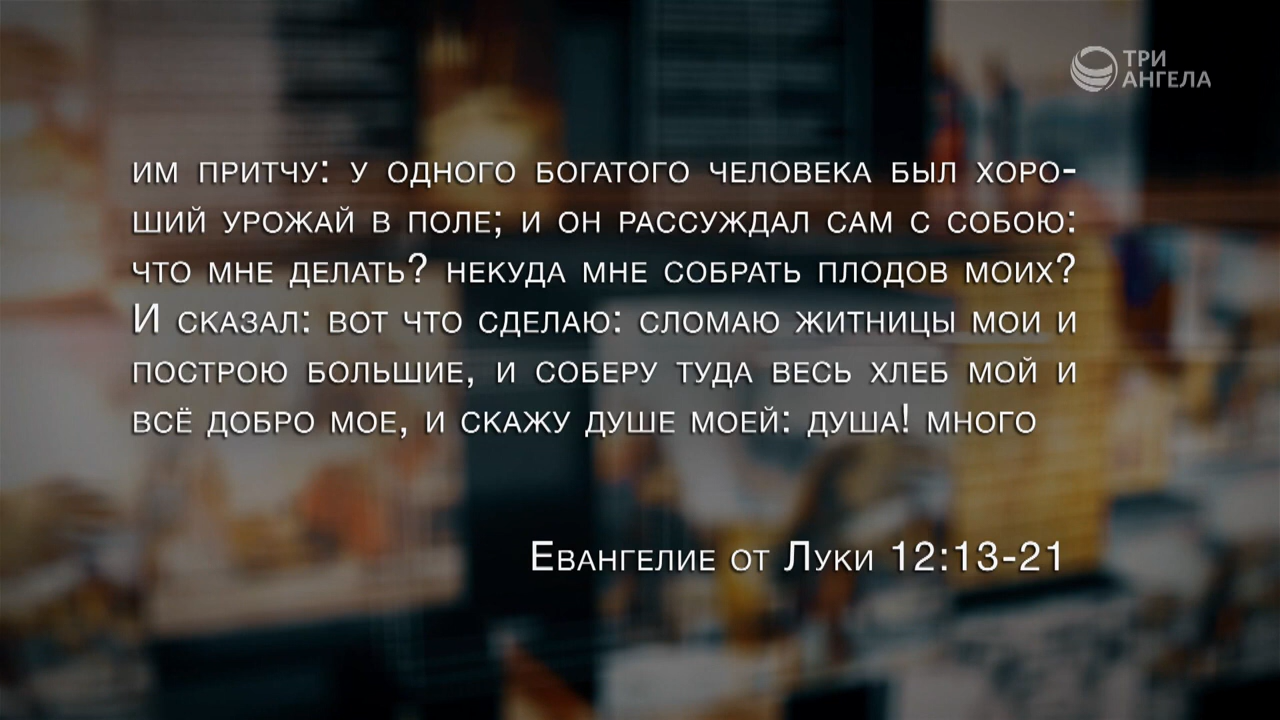 ТРИ
АНГЕЛА
им притчу: у одного богатого человека был хоро-
ший урожай в поле; и он рассуждал сам с собою:
что мне делать? некуда мне собрать плодов моих?
И сказал: вот что сделаю: сломаю житницы мои и
построю большие, и соберу туда весь хлеб мой и
всё добро мое, и скажу душе моей: душа! много
Евангелие от Луки 12:13-21